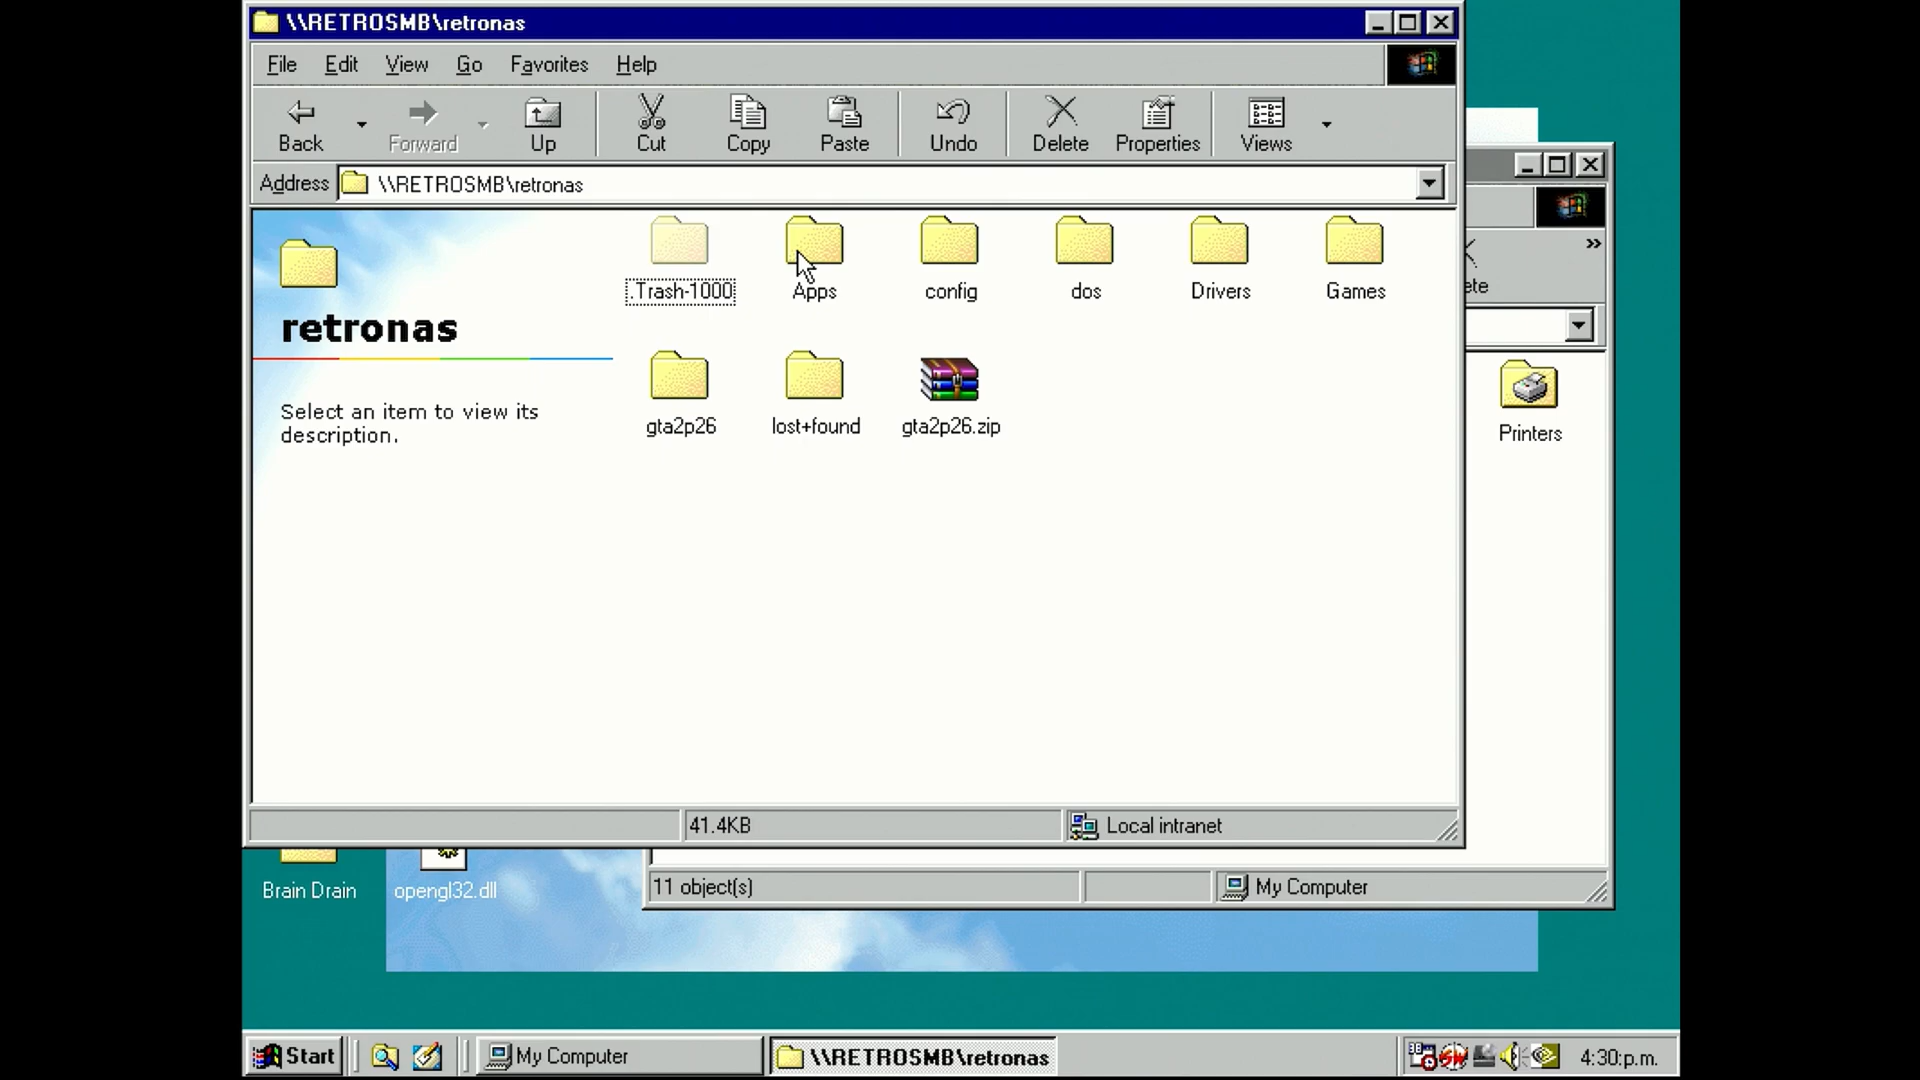 \\RETROSMB\retronas
File Edit View Go Favorites Help
Back Forward Up Cut Copy Paste Undo Delete Properties Views
Address \\RETROSMB\retronas
retronas
Select an item to view its
description.
.Trash-1000 Apps config dos Drivers Games
gta2p26 lost+found gta2p26.zip
41.4KB Local intranet
ete
Printers
Brain Drain opengl32.dll
11 object(s) My Computer
Start My Computer \\RETROSMB\retronas 4:30:p.m.